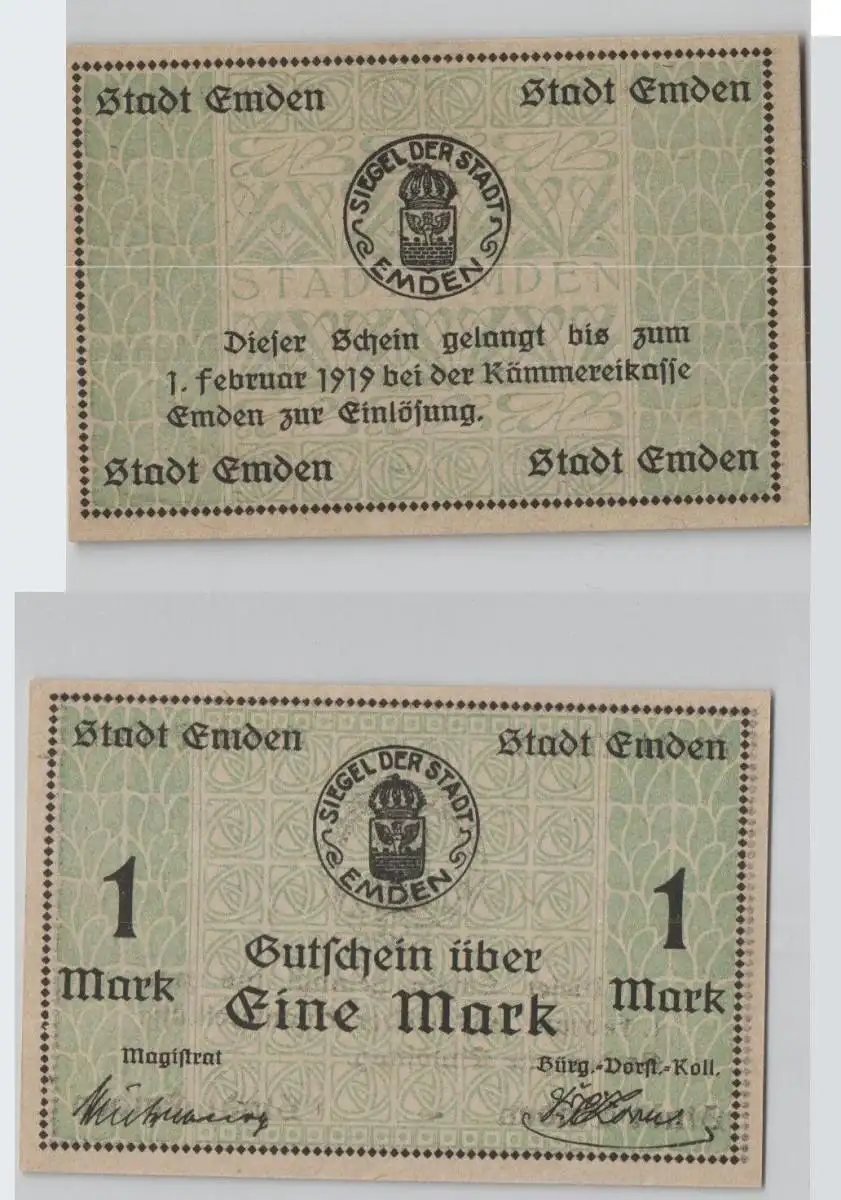 Stadt Emden Stadt Emden
SIEGEL DER STADT
EMDEN
STADT EMDEN
Dieser Schein gelangt bis zum
1. Februar 1919 bei der Kämmereikasse
Emden zur Einlösung.
Stadt Emden Stadt Emden
Stadt Emden Stadt Emden
SIEGEL DER STADT
EMDEN
1 1
Mark Mark
Gutschein über
Eine Mark
Magistrat Bürg.-Vorst.-Koll.